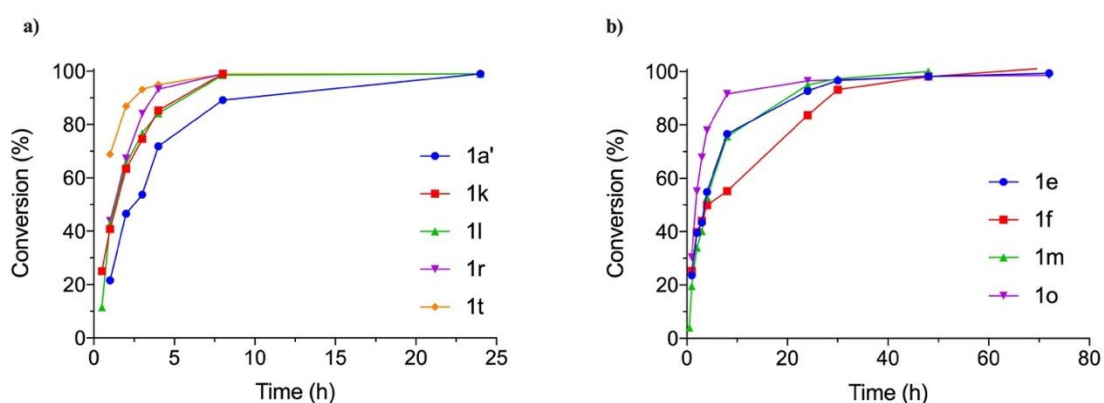 a)
Conversion (%)
100
80
60
40
20
0
0 5 10 15 20 25
Time (h)
1a'
1k
1l
1r
1t
b)
Conversion (%)
100
80
60
40
20
0
0 20 40 60 80
Time (h)
1e
1f
1m
1o